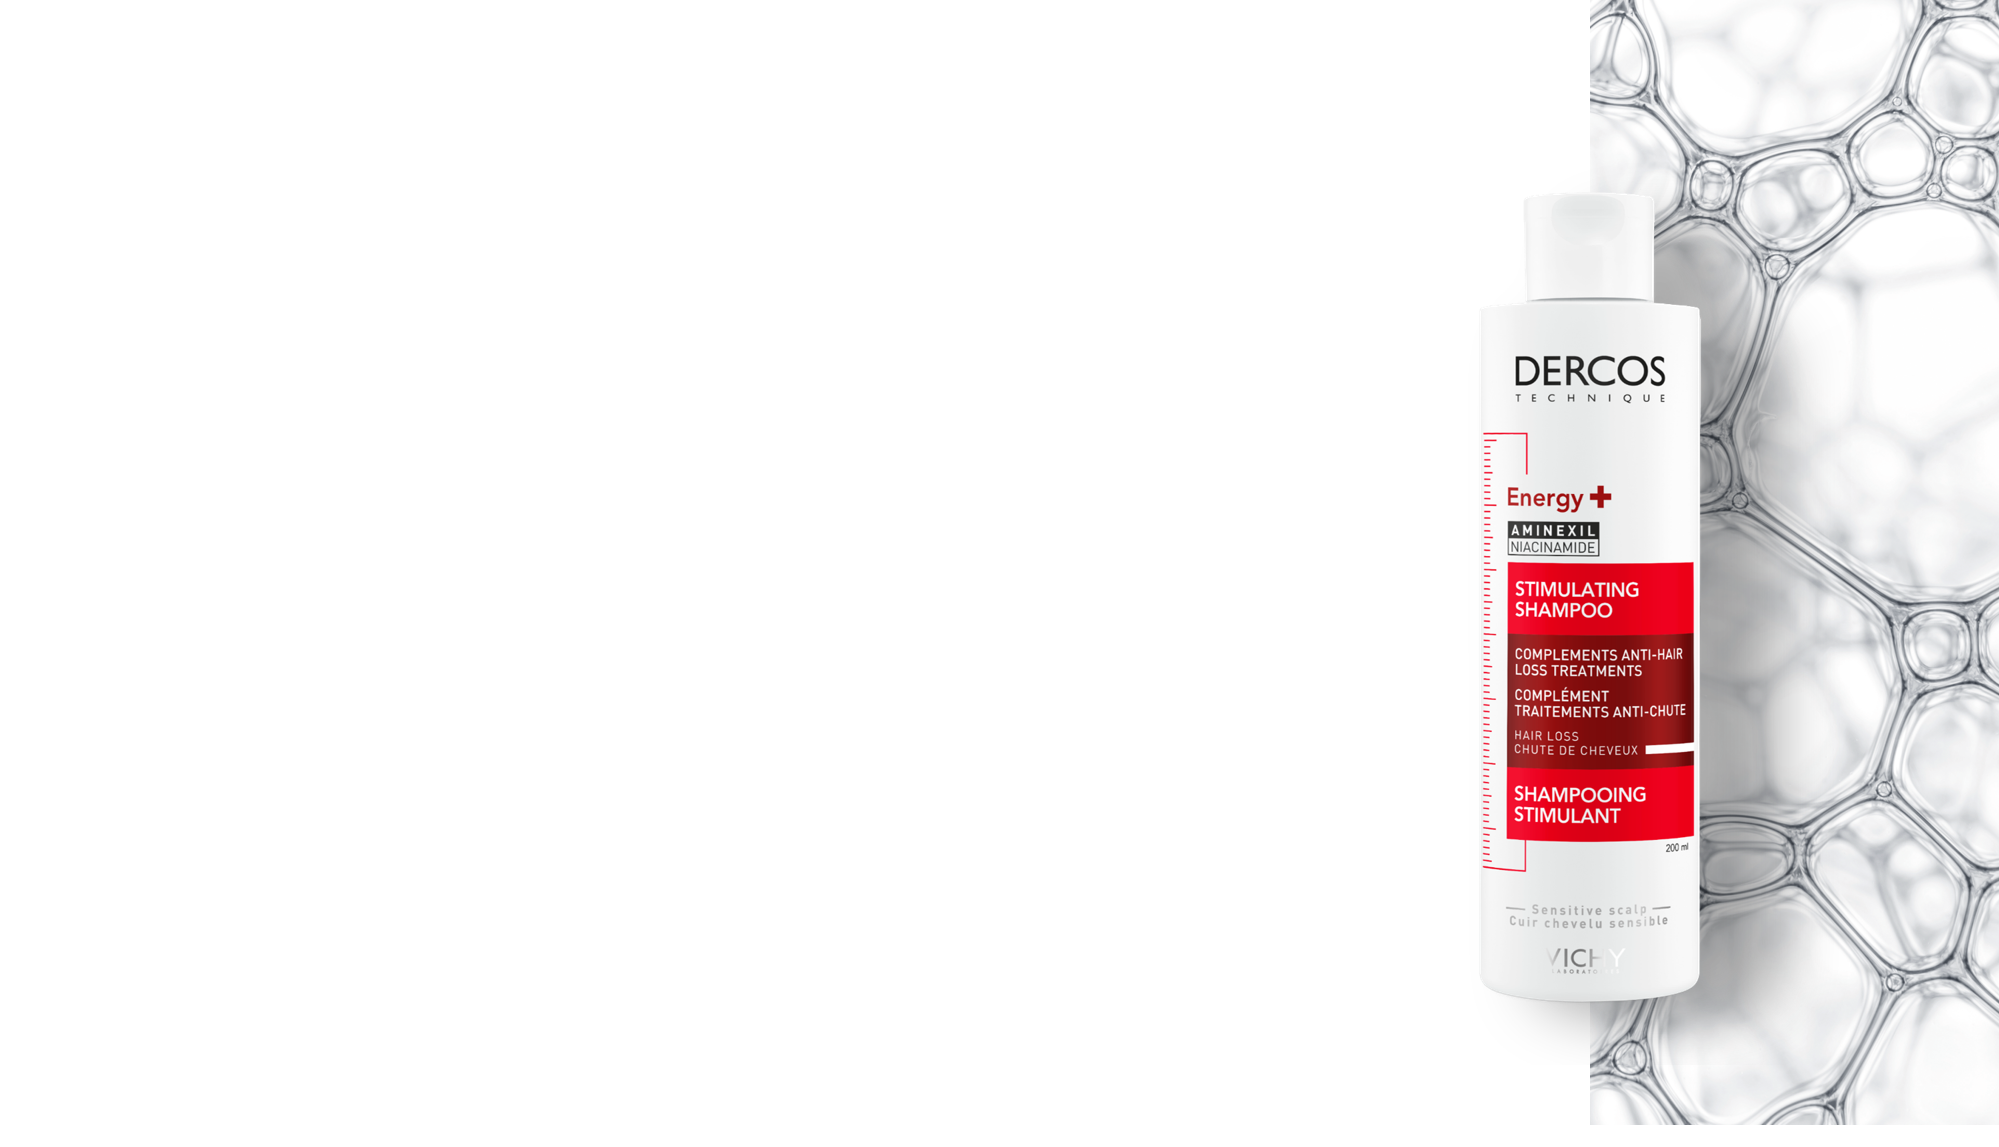 DERCOS
TECHNIQUE
Energy +
AMINEXIL
NIACINAMIDE
STIMULATING
SHAMPOO
COMPLEMENTS ANTI-HAIR
LOSS TREATMENTS
COMPLÉMENT
TRAITEMENTS ANTI-CHUTE
HAIR LOSS
CHUTE DE CHEVEUX
SHAMPOOING
STIMULANT
200 ml
Sensitive scalp
Cuir chevelu sensible
VICHY